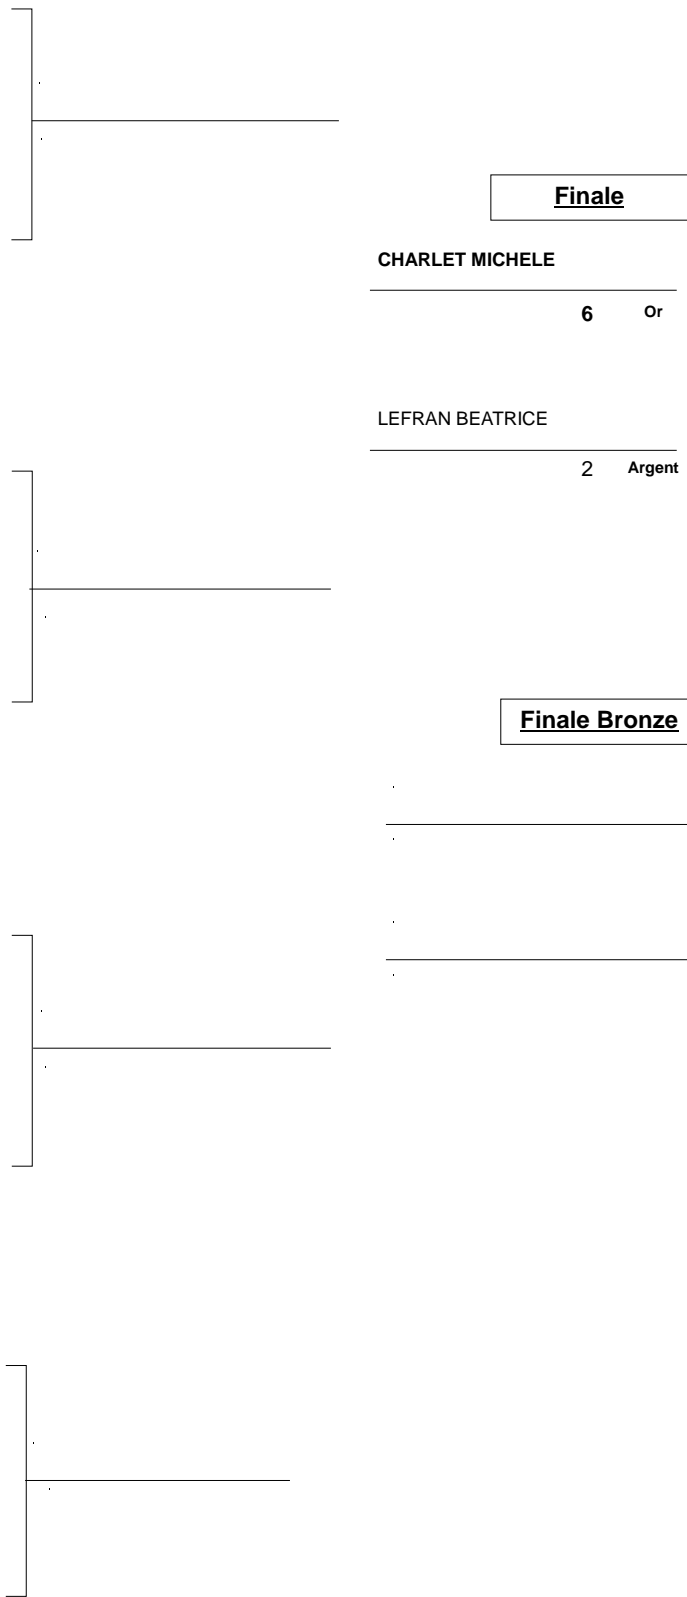 Finale
CHARLET MICHELE
6 Or
LEFRAN BEATRICE
2 Argent
Finale Bronze